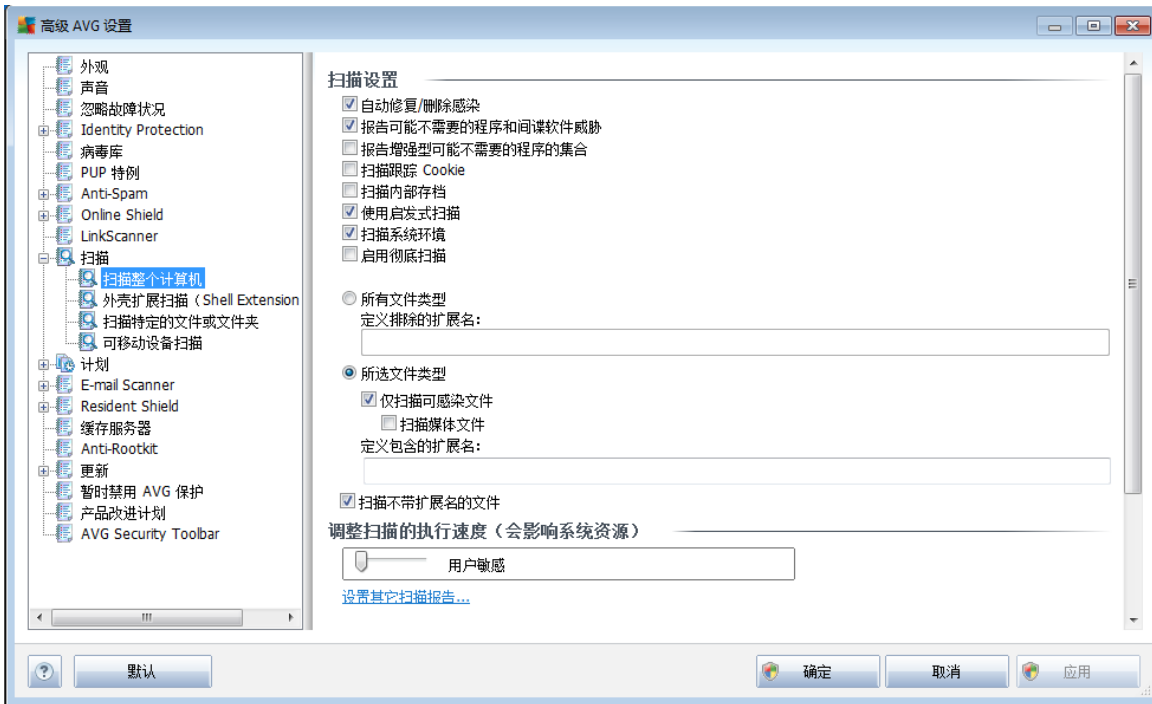 高级 AVG 设置
外观
声音
忽略故障状况
Identity Protection
病毒库
PUP 特例
Anti-Spam
Online Shield
LinkScanner
扫描
扫描整个计算机
外壳扩展扫描（Shell Extension
扫描特定的文件或文件夹
可移动设备扫描
计划
E-mail Scanner
Resident Shield
缓存服务器
Anti-Rootkit
更新
暂时禁用 AVG 保护
产品改进计划
AVG Security Toolbar
扫描设置
自动修复/删除感染
报告可能不需要的程序和间谍软件威胁
报告增强型可能不需要的程序的集合
扫描跟踪 Cookie
扫描内部存档
使用启发式扫描
扫描系统环境
启用彻底扫描
所有文件类型
定义排除的扩展名：
所选文件类型
仅扫描可感染文件
扫描媒体文件
定义包含的扩展名：
扫描不带扩展名的文件
调整扫描的执行速度（会影响系统资源）
用户敏感
设置其它扫描报告...
? 默认 确定 取消 应用